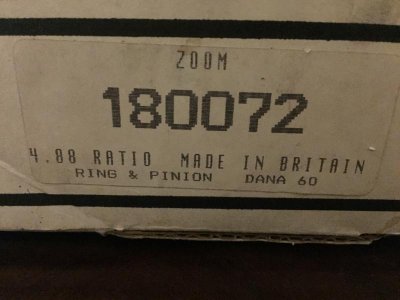 ZOOM
180072
4.88 RATIO MADE IN BRITAIN
RING & PINION DANA 60